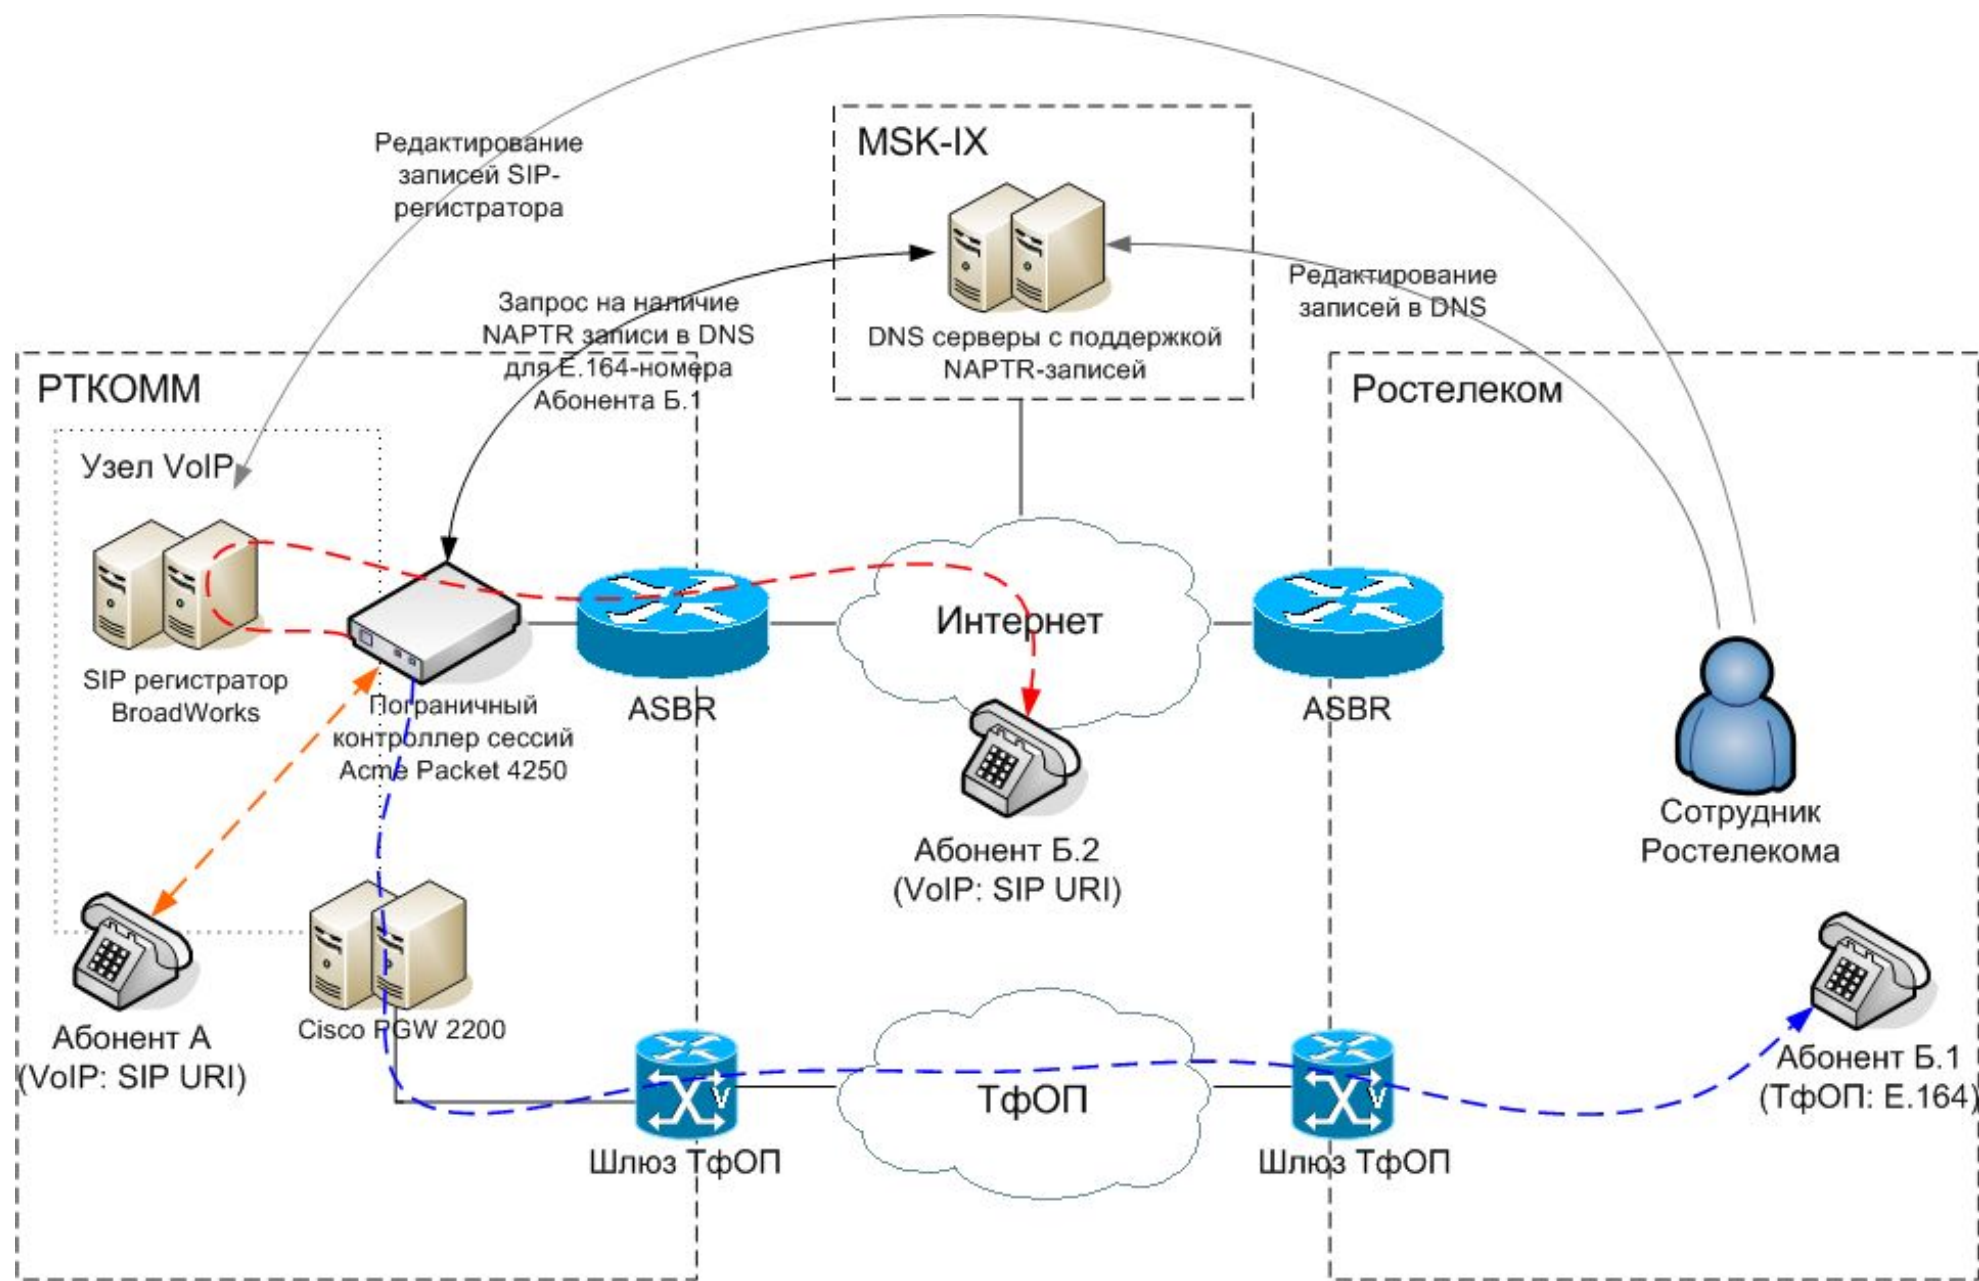 Редактирование
записей SIP-
регистратора
MSK-IX
Запрос на наличие
NAPTR записи в DNS
для E.164-номера
Абонента Б.1
DNS серверы с поддержкой
NAPTR-записей
Редактирование
записей в DNS
РТКОММ
Ростелеком
Узел VoIP
SIP регистратор
BroadWorks
Пограничный
контроллер сессий
Acme Packet 4250
ASBR
Интернет
ASBR
Абонент Б.2
(VoIP: SIP URI)
Сотрудник
Ростелекома
Абонент А
(VoIP: SIP URI)
Cisco PGW 2200
V
Шлюз ТфОП
ТфОП
V
Шлюз ТфОП
Абонент Б.1
(ТфОП: E.164)